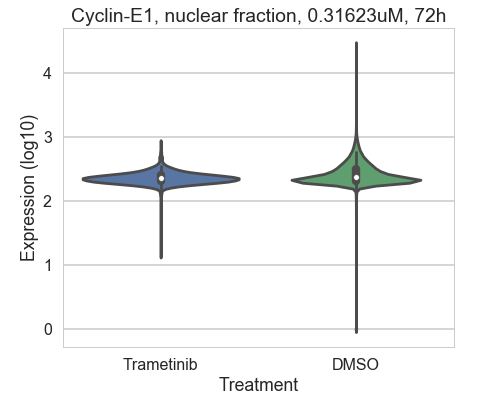 Cyclin-E1, nuclear fraction, 0.31623uM, 72h
Expression (log10)
4
3
2
1
0
Trametinib DMSO
Treatment